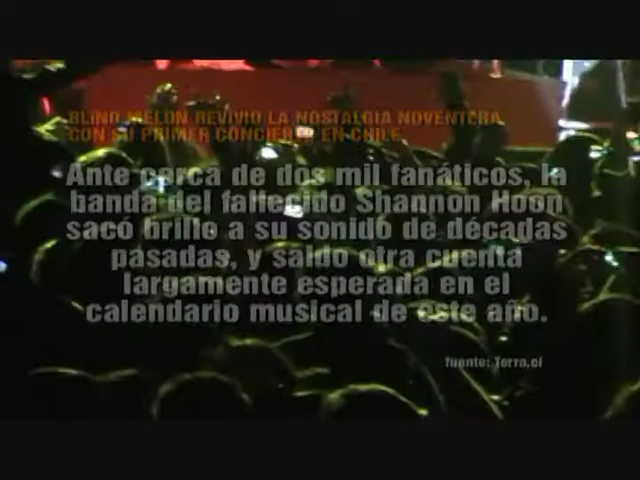 BLIND MELON REVIVIO LA NOSTALGIA NOVENTERA
CON SU PRIMER CONCIERTO EN CHILE
Ante cerca de dos mil fanáticos, la
banda del fallecido Shannon Hoon
sacó brillo a su sonido de décadas
pasadas, y saldó otra cuenta
largamente esperada en el
calendario musical de este año.
fuente: Terra.cl